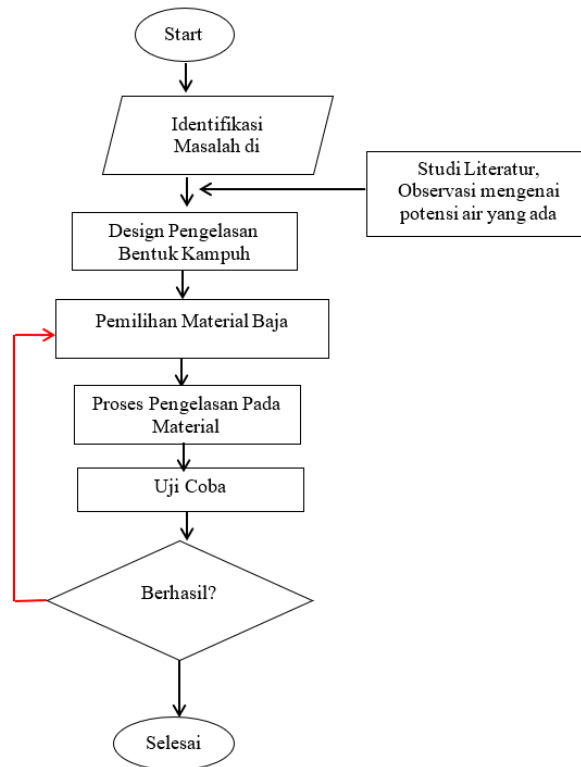 Start
Identifikasi
Masalah di
Studi Literatur,
Observasi mengenai
potensi air yang ada
Design Pengelasan
Bentuk Kampuh
Pemilihan Material Baja
Proses Pengelasan Pada
Material
Uji Coba
Berhasil?
Selesai